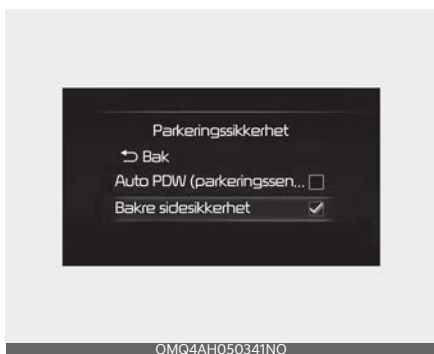 Parkeringssikkerhet
⮌ Bak
Auto PDW (parkeringssen...
Bakre sidesikkerhet
OMQ4AH050341NO